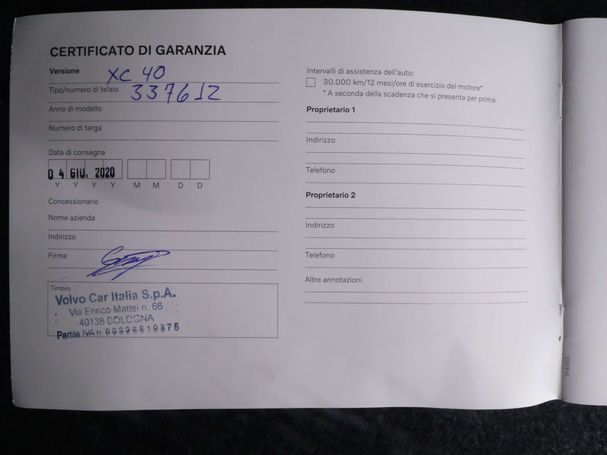 CERTIFICATO DI GARANZIA
Versione XC 40
Tipo/numero di telaio 337612
Anno di modello
Numero di targa
Data di consegna
04 GIU. 2020
Y Y Y Y M M D D
Concessionario
Nome azienda
Indirizzo
Firma
Timbro
Volvo Car Italia S.p.A.
Via Enrico Mattei n. 66
40138 BOLOGNA
Partita IVA n.
Intervalli di assistenza dell'auto:
30.000 km/12 mesi/ore di esercizio del motore*
* A seconda della scadenza che si presenta per prima
Proprietario 1
Indirizzo
Telefono
Proprietario 2
Indirizzo
Telefono
Altre annotazioni